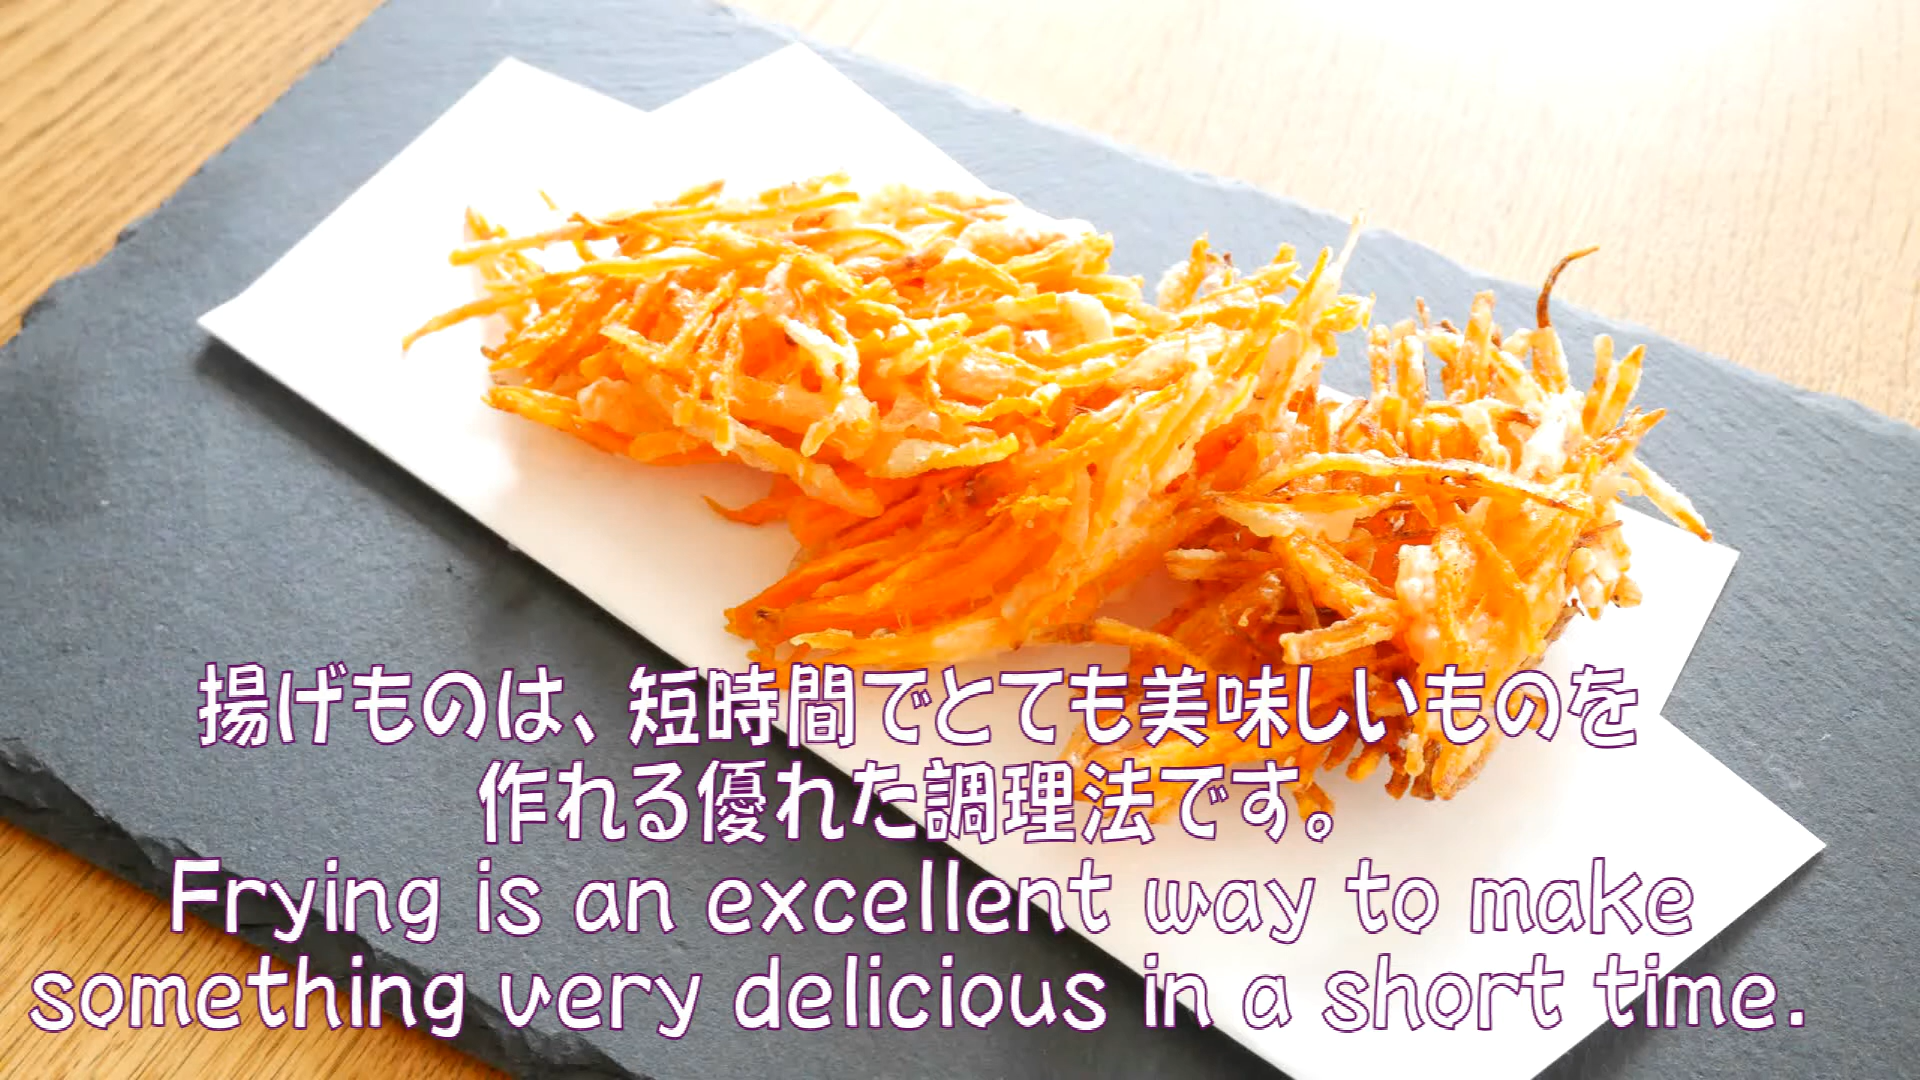 揚げものは、短時間でとても美味しいものを
作れる優れた調理法です。
Frying is an excellent way to make
something very delicious in a short time.